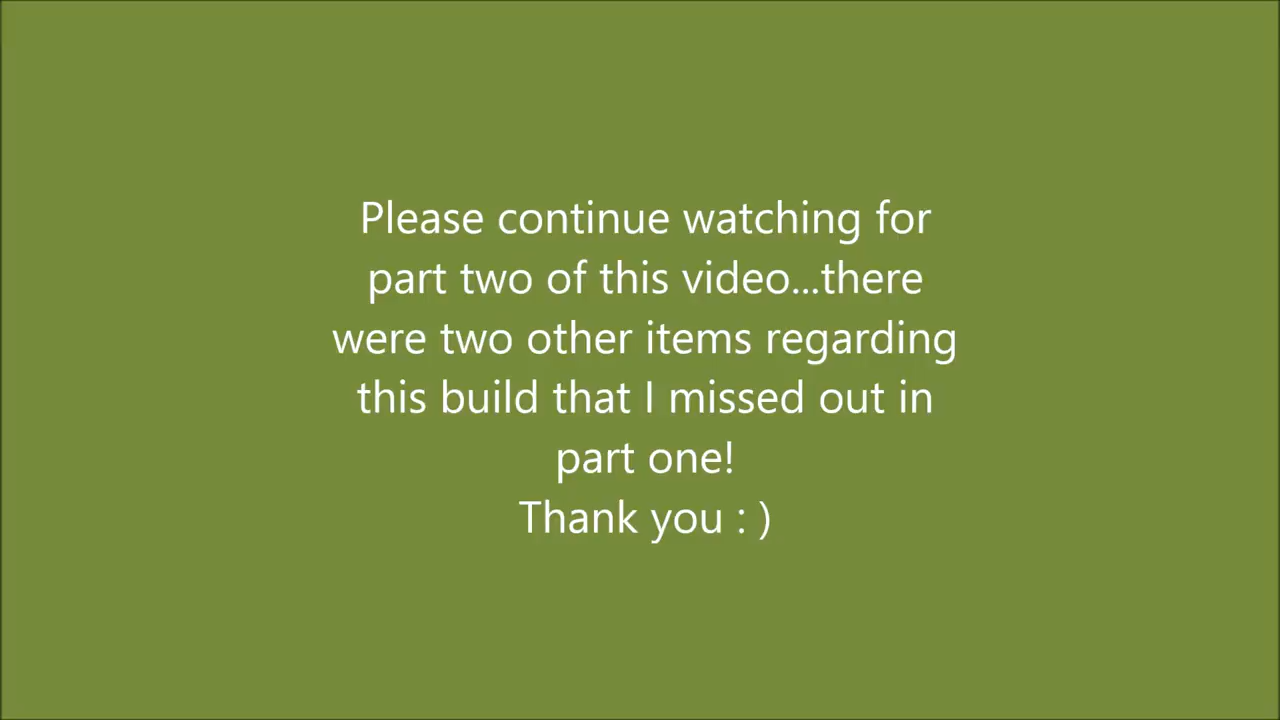 Please continue watching for
part two of this video...there
were two other items regarding
this build that I missed out in
part one!
Thank you : )